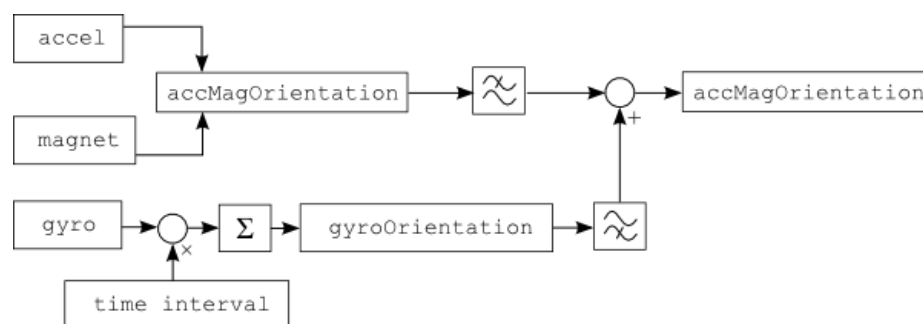 accel
accMagOrientation
accMagOrientation
magnet
+
gyro
×
Σ
gyroOrientation
time interval